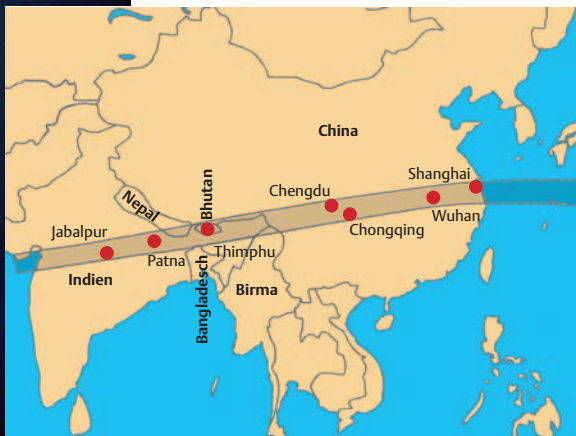 China
Shanghai
Chengdu
Wuhan
Chongqing
Nepal
Bhutan
Jabalpur
Patna
Thimphu
Indien
Bangladesch
Birma